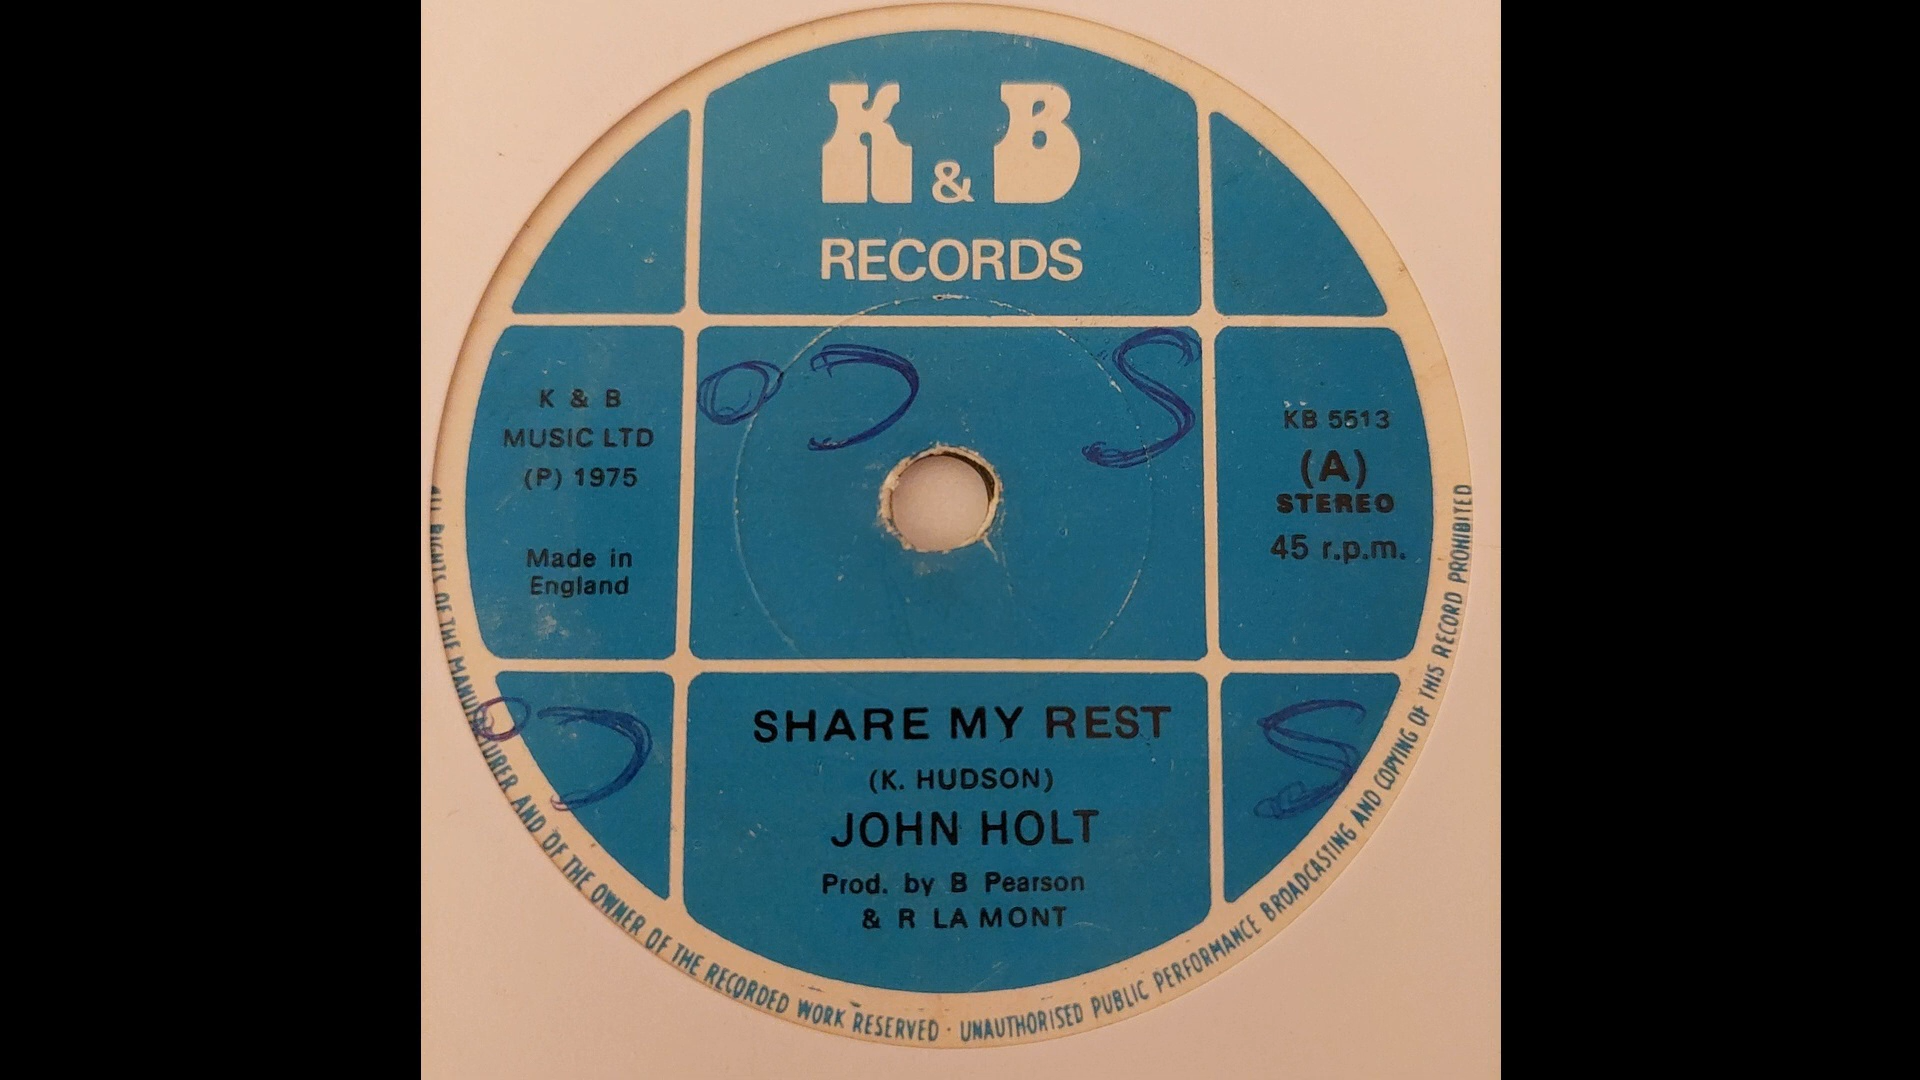 K & B
RECORDS
K & B
MUSIC LTD
(P) 1975
Made in
England
KB 5513
(A)
STEREO
45 r.p.m.
SHARE MY REST
(K. HUDSON)
JOHN HOLT
Prod. by B Pearson
& R LA MONT
ALL RIGHTS OF THE MANUFACTURER AND OF THE OWNER OF THE RECORDED WORK RESERVED · UNAUTHORISED PUBLIC PERFORMANCE BROADCASTING AND COPYING OF THIS RECORD PROHIBITED